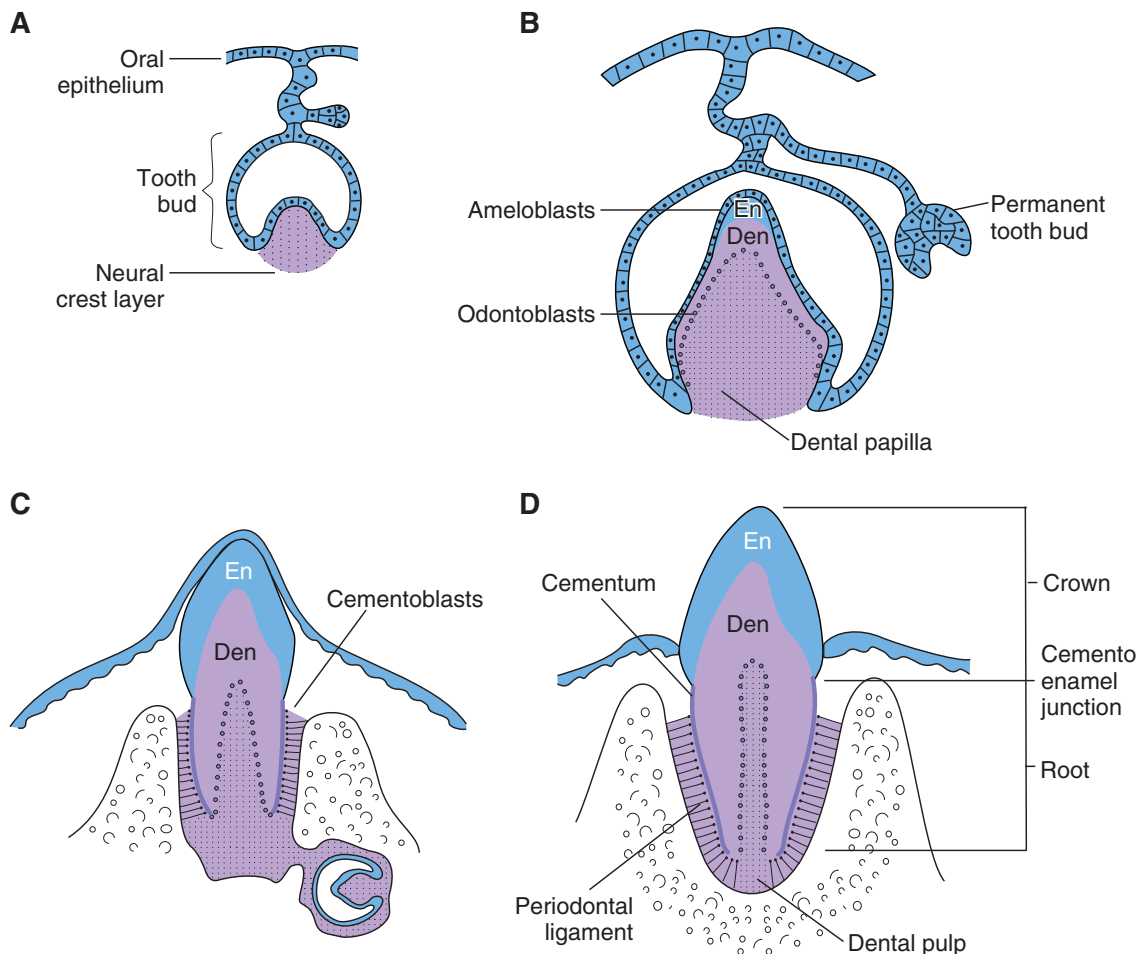 A
Oral
epithelium
Tooth
bud
Neural
crest layer
B
Ameloblasts
En
Den
Odontoblasts
Permanent
tooth bud
Dental papilla
C
En
Den
Cementoblasts
D
En
Cementum
Den
Crown
Cemento
enamel
junction
Root
Periodontal
ligament
Dental pulp